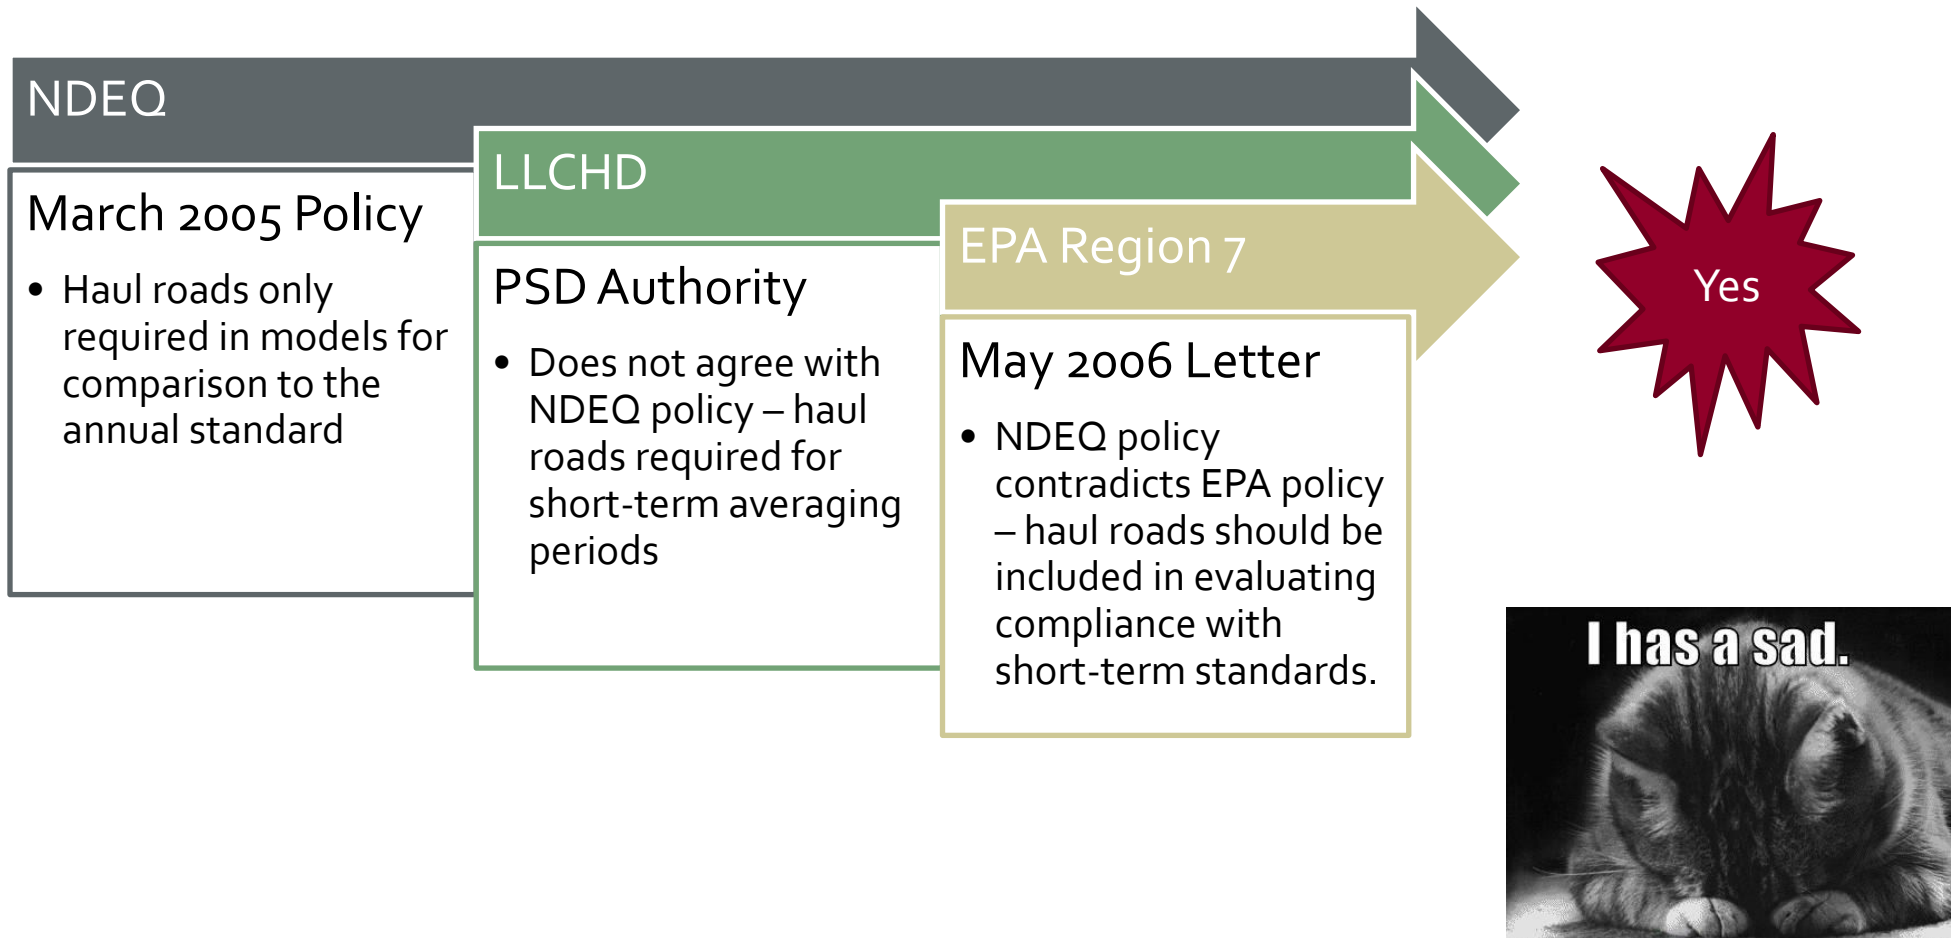 NDEQ
March 2005 Policy
• Haul roads only
required in models for
comparison to the
annual standard
LLCHD
PSD Authority
• Does not agree with
NDEQ policy – haul
roads required for
short-term averaging
periods
EPA Region 7
May 2006 Letter
• NDEQ policy
contradicts EPA policy
– haul roads should be
included in evaluating
compliance with
short-term standards.
Yes
I has a sad.